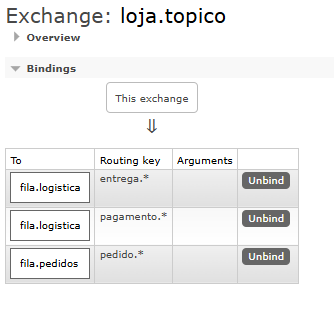 Exchange: loja.topico
Overview
Bindings
This exchange
⇓
To Routing key Arguments
fila.logistica entrega.* Unbind
fila.logistica pagamento.* Unbind
fila.pedidos pedido.* Unbind